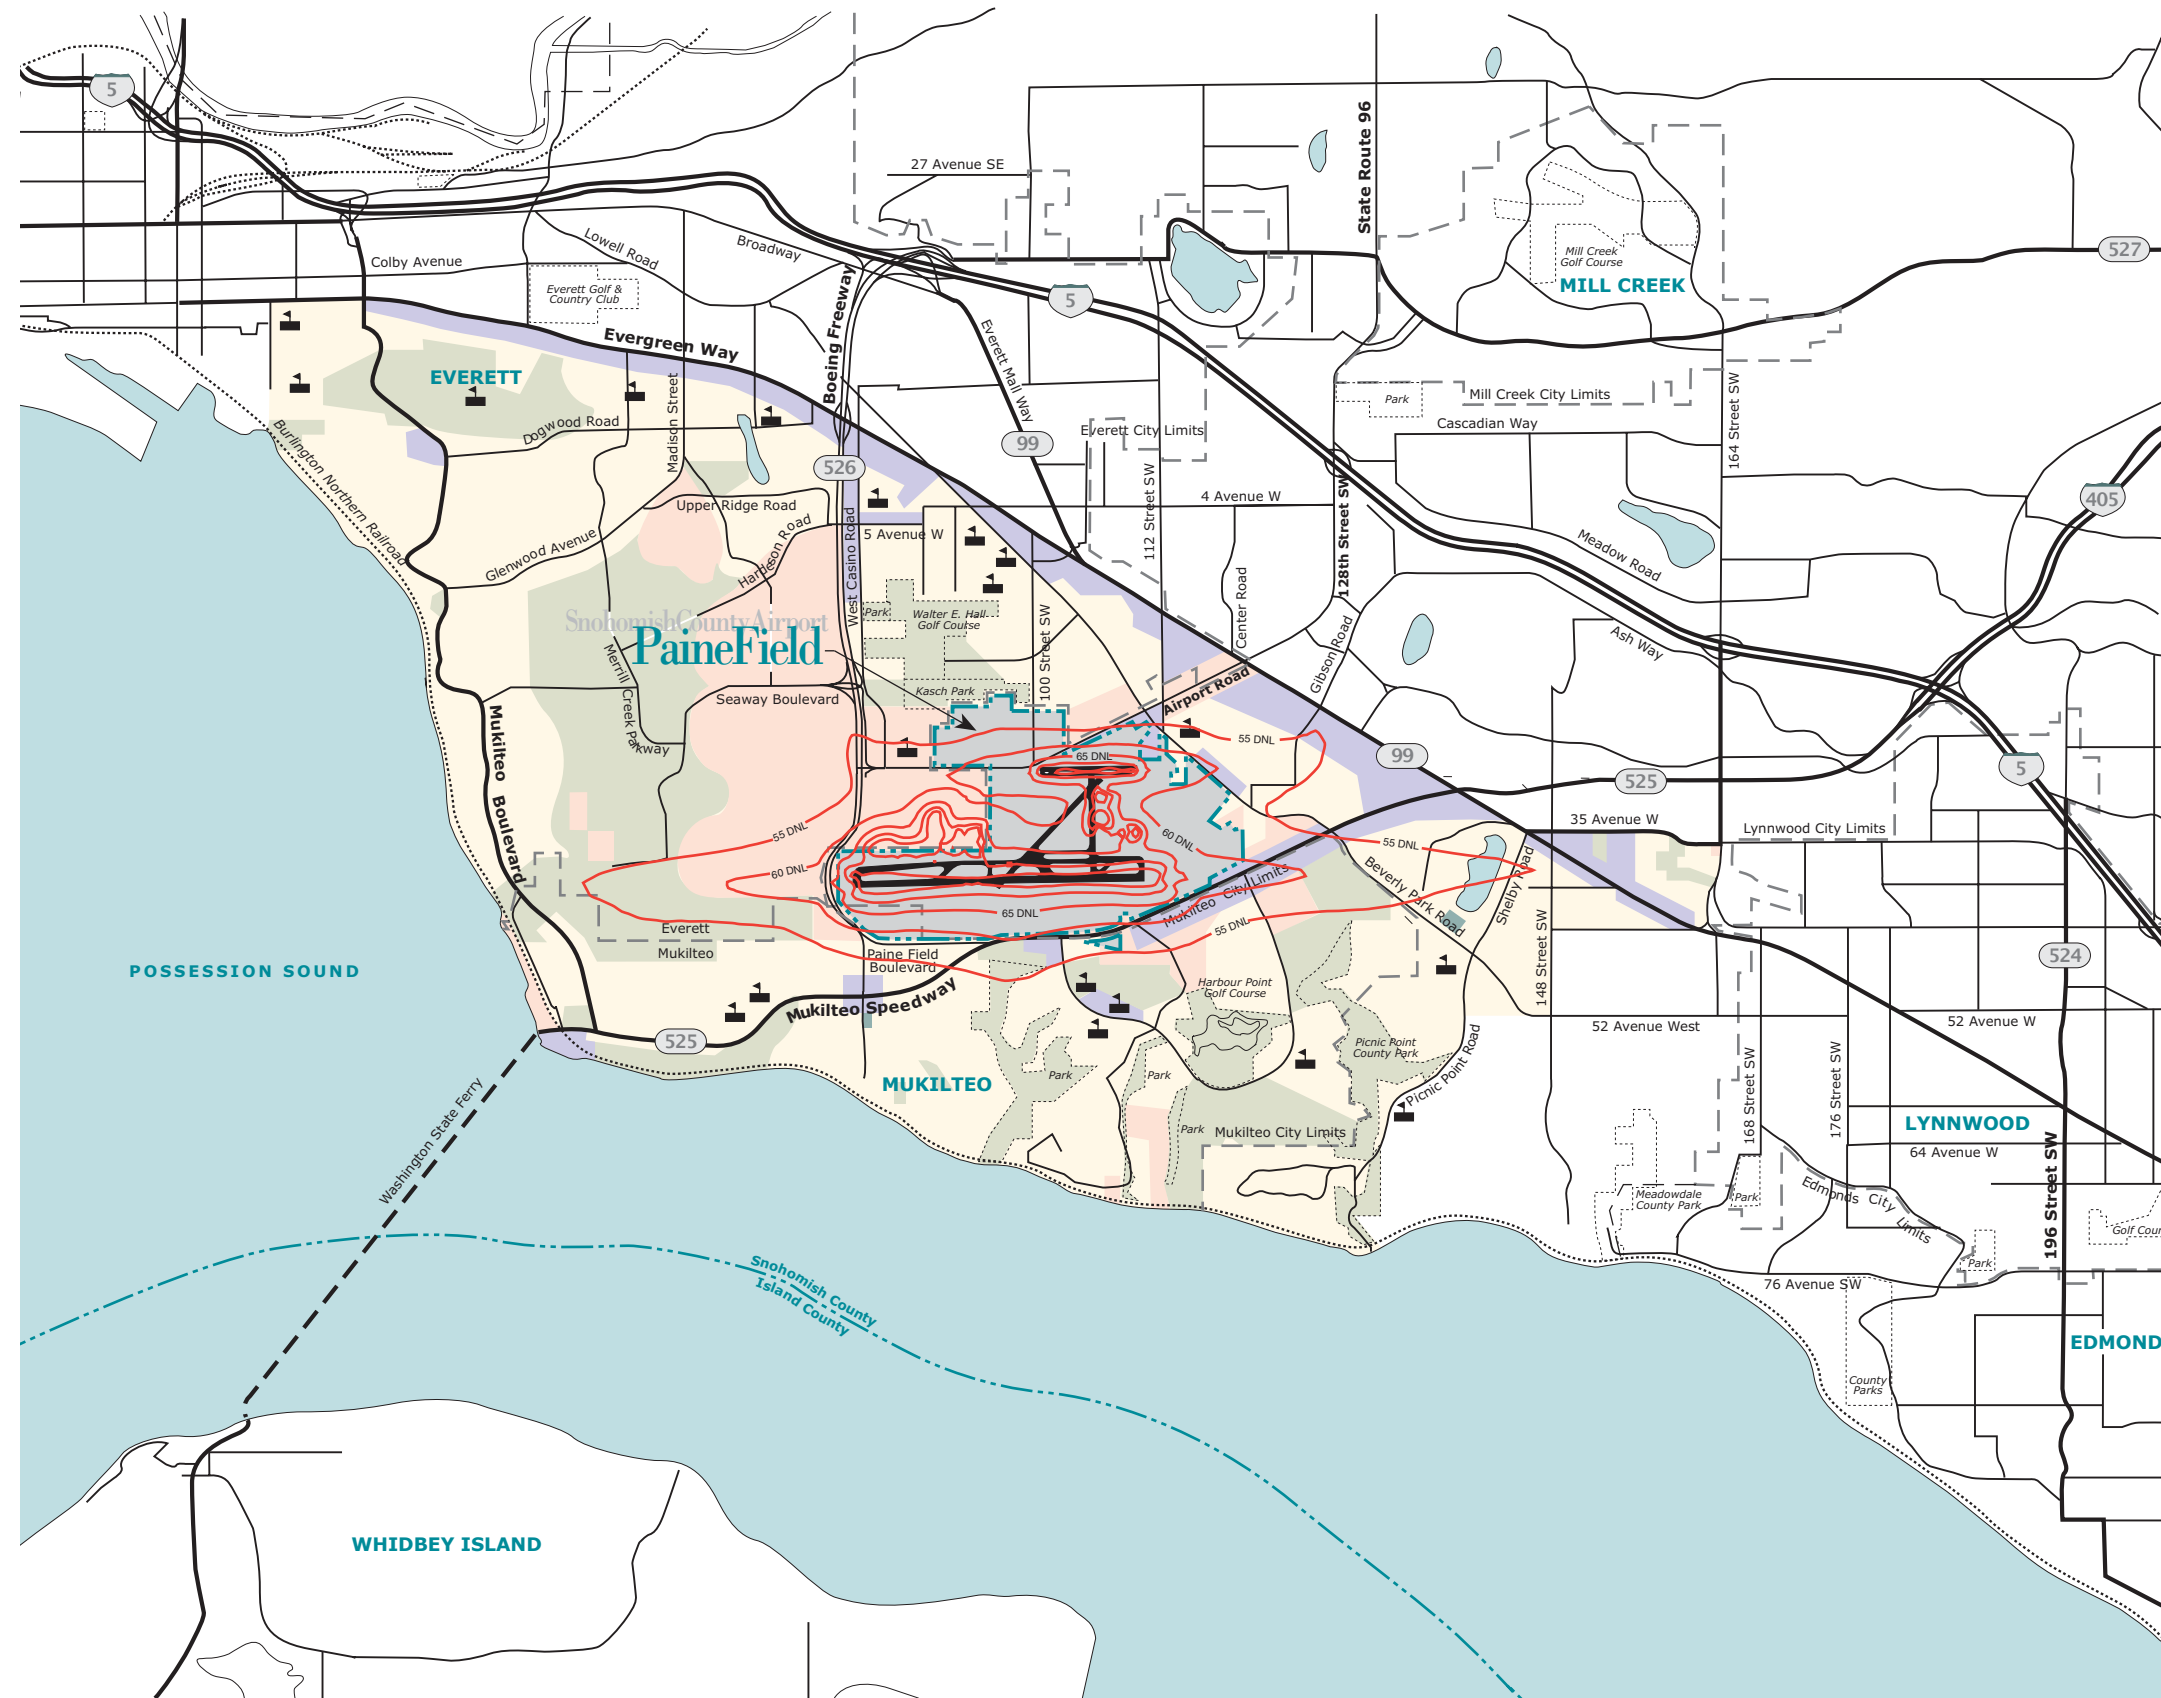 5
27 Avenue SE
State Route 96
Lowell Road
Broadway
Colby Avenue
Mill Creek
Golf Course
MILL CREEK
527
Everett Golf &
Country Club
5
Boeing Freeway
Evergreen Way
Everett Mall Way
EVERETT
Madison Street
Park
Mill Creek City Limits
164 Street SW
Dogwood Road
Everett City Limits
Cascadian Way
99
526
Burlington Northern Railroad
112 Street SW
128th Street SW
4 Avenue W
405
Upper Ridge Road
5 Avenue W
West Casino Road
Hardeson Road
Glenwood Avenue
Meadow Road
Center Road
Park
Walter E. Hall
Golf Course
SnohomishCountyAirport
PaineField
100 Street SW
Gibson Road
Ash Way
Merrill Creek Parkway
Kasch Park
Seaway Boulevard
Airport Road
Mukilteo Boulevard
55 DNL
65 DNL
99
525
5
55 DNL
60 DNL
60 DNL
55 DNL
35 Avenue W
Lynnwood City Limits
Beverly Park Road
Shelby Road
Mukilteo City Limits
65 DNL
55 DNL
Everett
Mukilteo
Paine Field
Boulevard
148 Street SW
524
POSSESSION SOUND
Mukilteo Speedway
Harbour Point
Golf Course
525
52 Avenue West
52 Avenue W
Picnic Point
County Park
Picnic Point Road
168 Street SW
176 Street SW
MUKILTEO
Park
Park
Park
Mukilteo City Limits
LYNNWOOD
64 Avenue W
196 Street SW
Washington State Ferry
Meadowdale
County Park
Park
Edmonds City Limits
Golf Cour
Park
76 Avenue SW
Snohomish County
Island County
EDMOND
County
Parks
WHIDBEY ISLAND